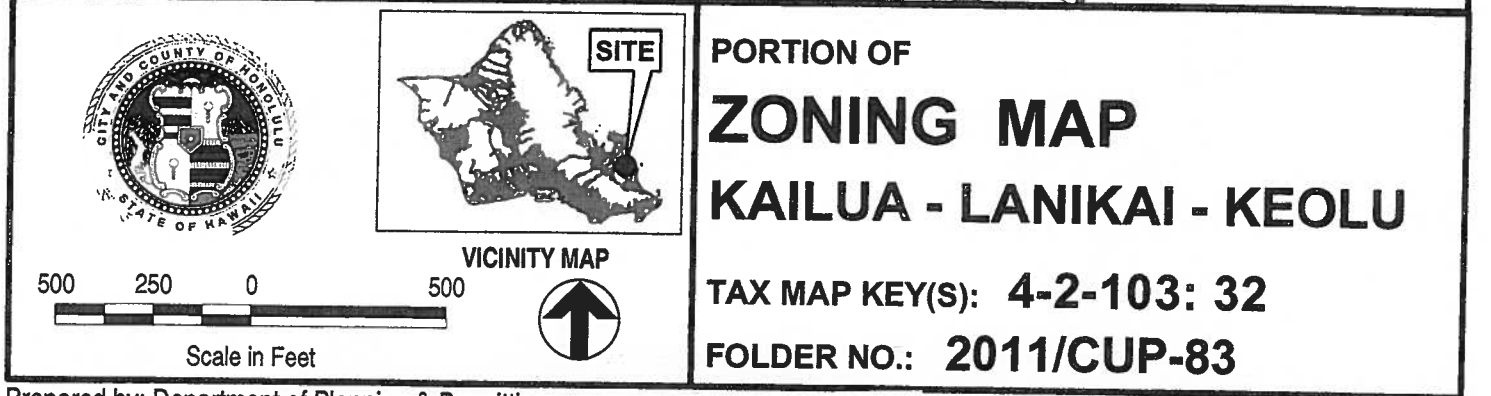 CITY AND COUNTY OF HONOLULU
STATE OF HAWAII
SITE
VICINITY MAP
500 250 0 500
Scale in Feet
PORTION OF
ZONING MAP
KAILUA - LANIKAI - KEOLU
TAX MAP KEY(S): 4-2-103: 32
FOLDER NO.: 2011/CUP-83
Prepared by: Department of Planning & Permitting